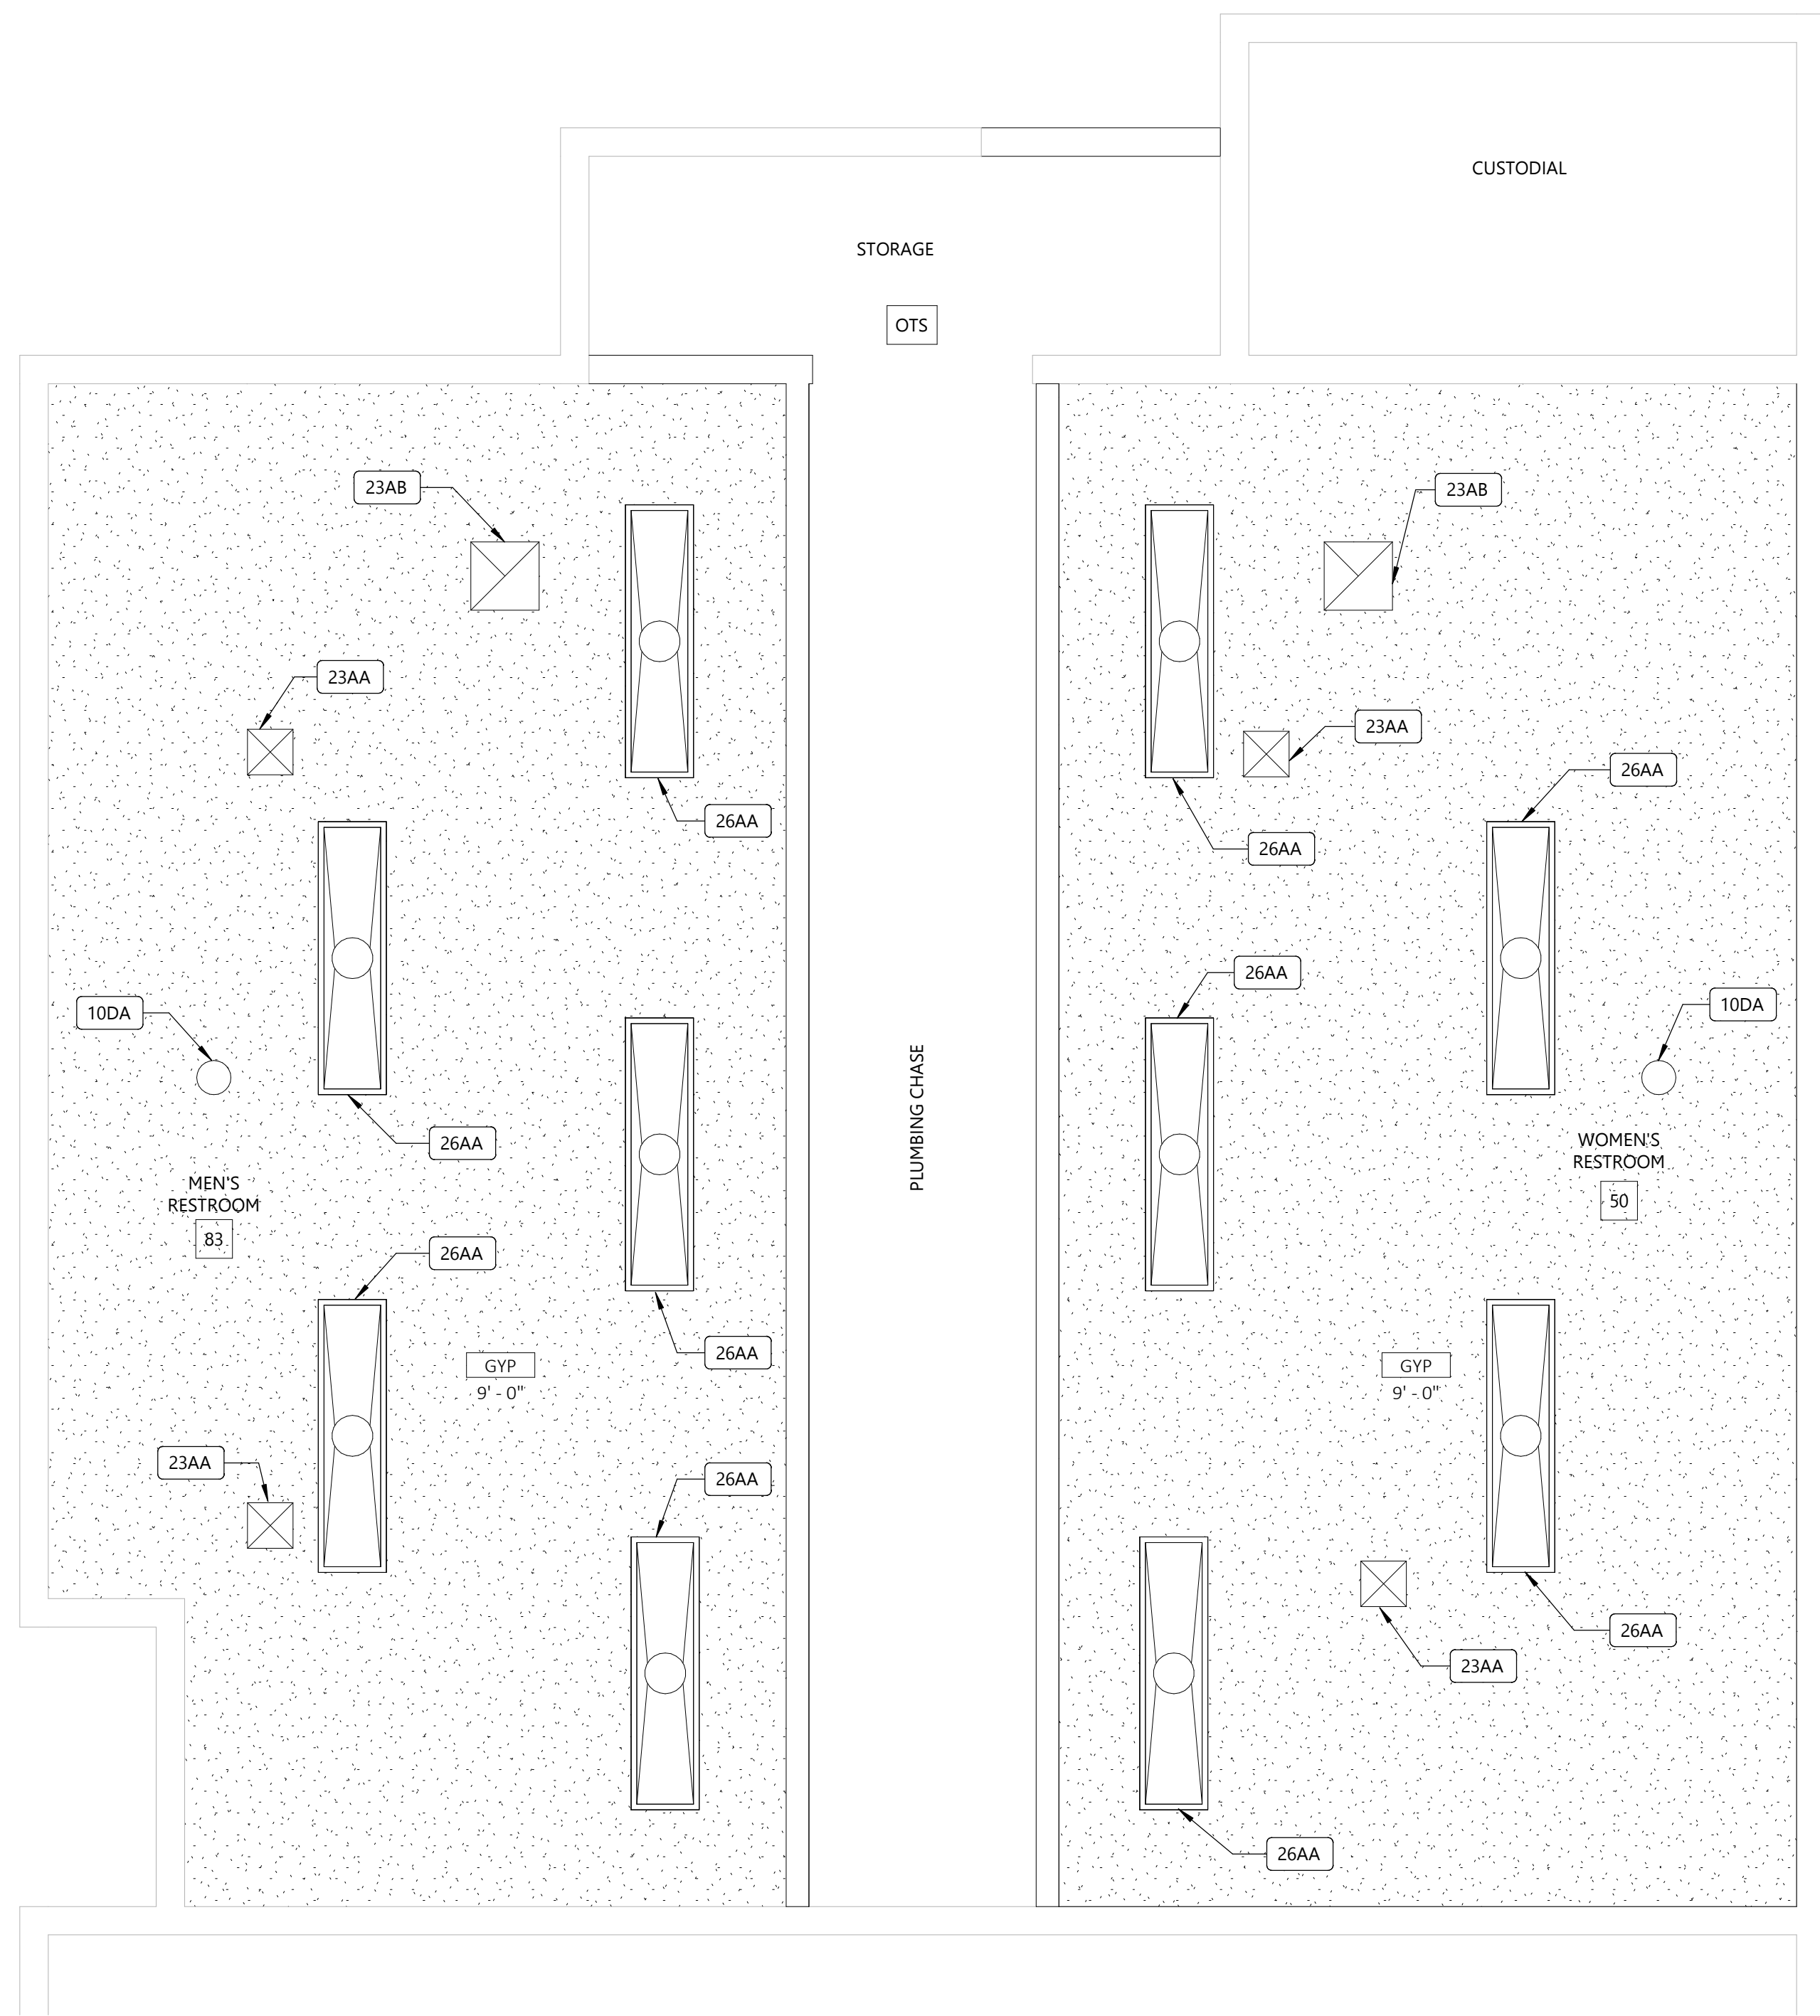 CUSTODIAL
STORAGE
OTS
23AB
23AB
23AA
23AA
26AA
26AA
26AA
26AA
10DA
10DA
26AA
PLUMBING CHASE
WOMEN'S
RESTROOM
50
MEN'S
RESTROOM
83
26AA
26AA
GYP
9' - 0"
GYP
9' - 0"
23AA
26AA
26AA
23AA
26AA